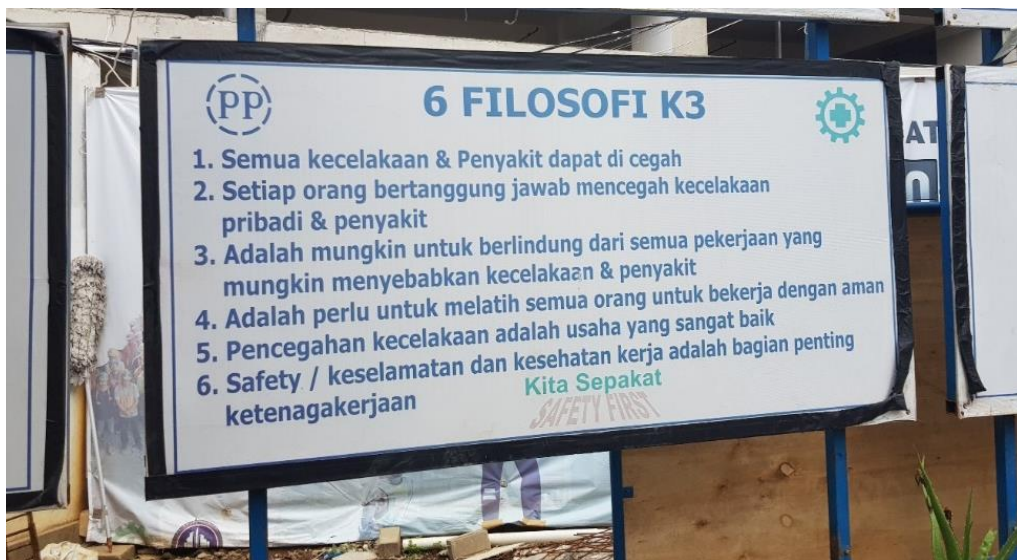 PP
6 FILOSOFI K3
1. Semua kecelakaan & Penyakit dapat di cegah
2. Setiap orang bertanggung jawab mencegah kecelakaan
pribadi & penyakit
3. Adalah mungkin untuk berlindung dari semua pekerjaan yang
mungkin menyebabkan kecelakaan & penyakit
4. Adalah perlu untuk melatih semua orang untuk bekerja dengan aman
5. Pencegahan kecelakaan adalah usaha yang sangat baik
6. Safety / keselamatan dan kesehatan kerja adalah bagian penting
ketenagakerjaan
Kita Sepakat
SAFETY FIRST
AT